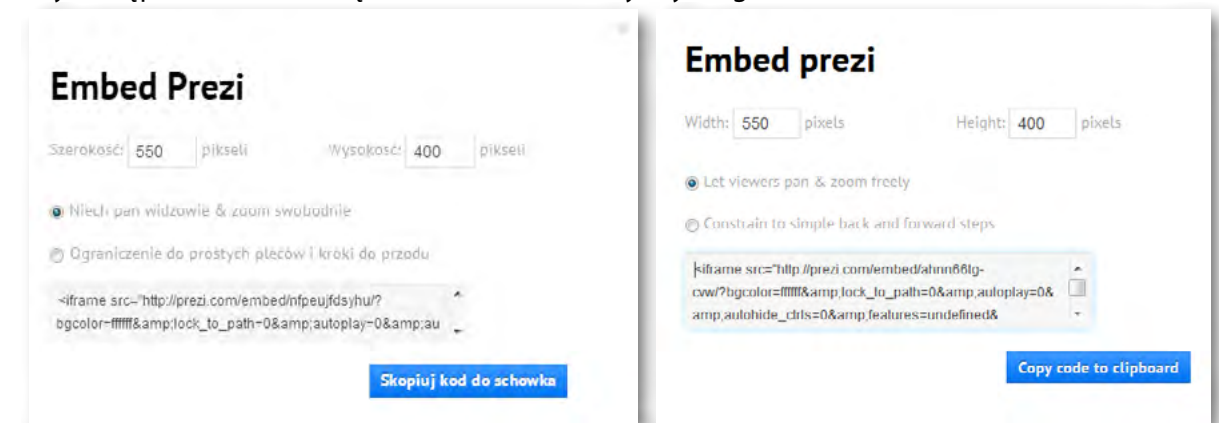 Embed Prezi
Szerokość: 550 pikseli Wysokość: 400 pikseli
Niech pan widzowie & zoom swobodnie
Ograniczenie do prostych pleców i kroki do przodu
<iframe src="http://prezi.com/embed/nfpeujfdsyhu/?
bgcolor=ffffff&amp;lock_to_path=0&amp;autoplay=0&amp;au
Skopiuj kod do schowka
Embed prezi
Width: 550 pixels Height: 400 pixels
Let viewers pan & zoom freely
Constrain to simple back and forward steps
<iframe src="http://prezi.com/embed/ahnn66lg-
cvw/?bgcolor=ffffff&amp;lock_to_path=0&amp;autoplay=0&
amp;autohide_ctrls=0&amp;features=undefined&
Copy code to clipboard